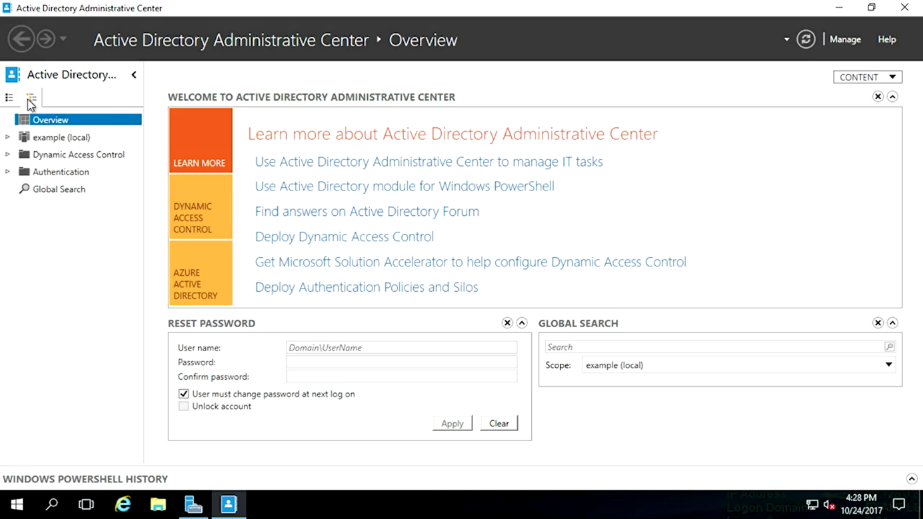 Active Directory Administrative Center
Active Directory Administrative Center • Overview
Manage
Help
Active Directory...
CONTENT
Overview
example (local)
Dynamic Access Control
Authentication
Global Search
WELCOME TO ACTIVE DIRECTORY ADMINISTRATIVE CENTER
LEARN MORE
DYNAMIC
ACCESS
CONTROL
AZURE
ACTIVE
DIRECTORY
Learn more about Active Directory Administrative Center
Use Active Directory Administrative Center to manage IT tasks
Use Active Directory module for Windows PowerShell
Find answers on Active Directory Forum
Deploy Dynamic Access Control
Get Microsoft Solution Accelerator to help configure Dynamic Access Control
Deploy Authentication Policies and Silos
RESET PASSWORD
User name:
Domain\UserName
Password:
Confirm password:
User must change password at next log on
Unlock account
Apply
Clear
GLOBAL SEARCH
Search
Scope:
example (local)
WINDOWS POWERSHELL HISTORY
IP Address
Logon Domain
4:28 PM
10/24/2017